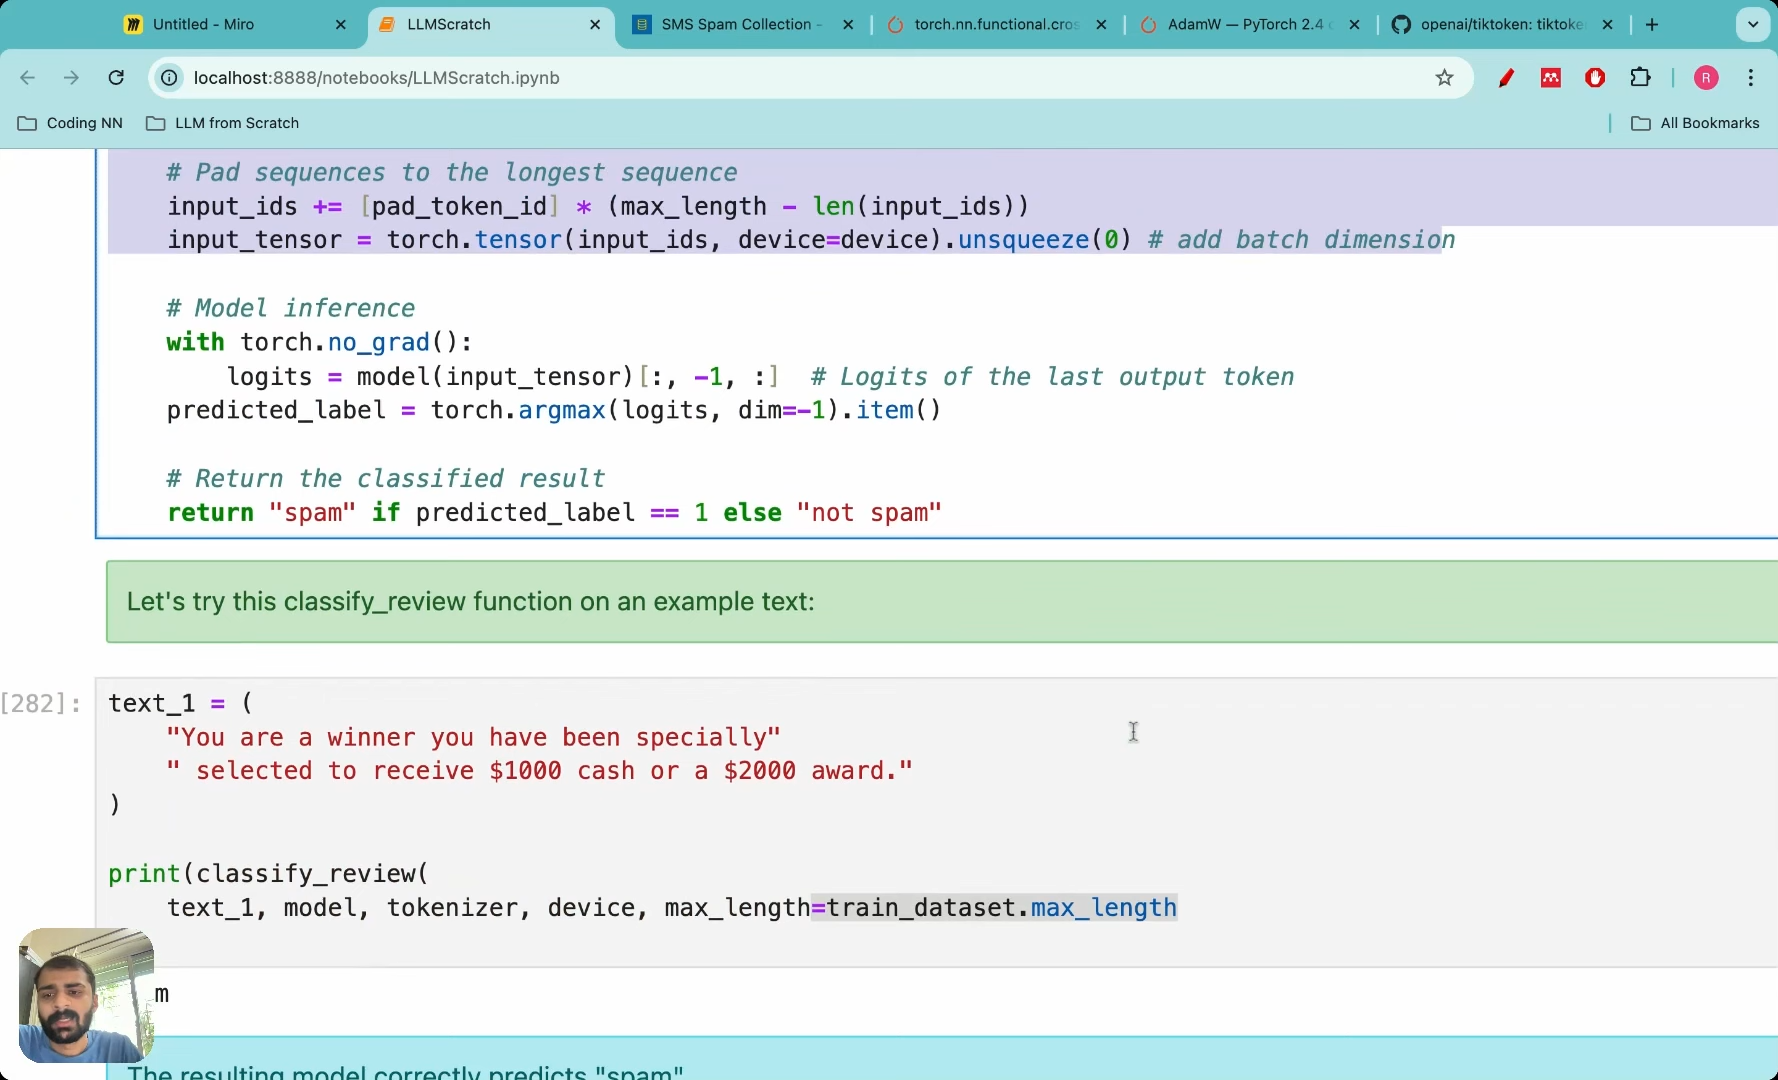 Untitled - Miro
LLMScratch
SMS Spam Collection -
torch.nn.functional.cros
AdamW — PyTorch 2.4
openai/tiktoken: tiktoke
localhost:8888/notebooks/LLMScratch.ipynb
R
Coding NN
LLM from Scratch
All Bookmarks
# Pad sequences to the longest sequence
input_ids += [pad_token_id] * (max_length - len(input_ids))
input_tensor = torch.tensor(input_ids, device=device).unsqueeze(0) # add batch dimension
# Model inference
with torch.no_grad():
logits = model(input_tensor)[:, -1, :]  # Logits of the last output token
predicted_label = torch.argmax(logits, dim=-1).item()
# Return the classified result
return "spam" if predicted_label == 1 else "not spam"
Let's try this classify_review function on an example text:
[282]:
text_1 = (
"You are a winner you have been specially"
" selected to receive $1000 cash or a $2000 award."
)
print(classify_review(
text_1, model, tokenizer, device, max_length=train_dataset.max_length
m
The resulting model correctly predicts "spam"